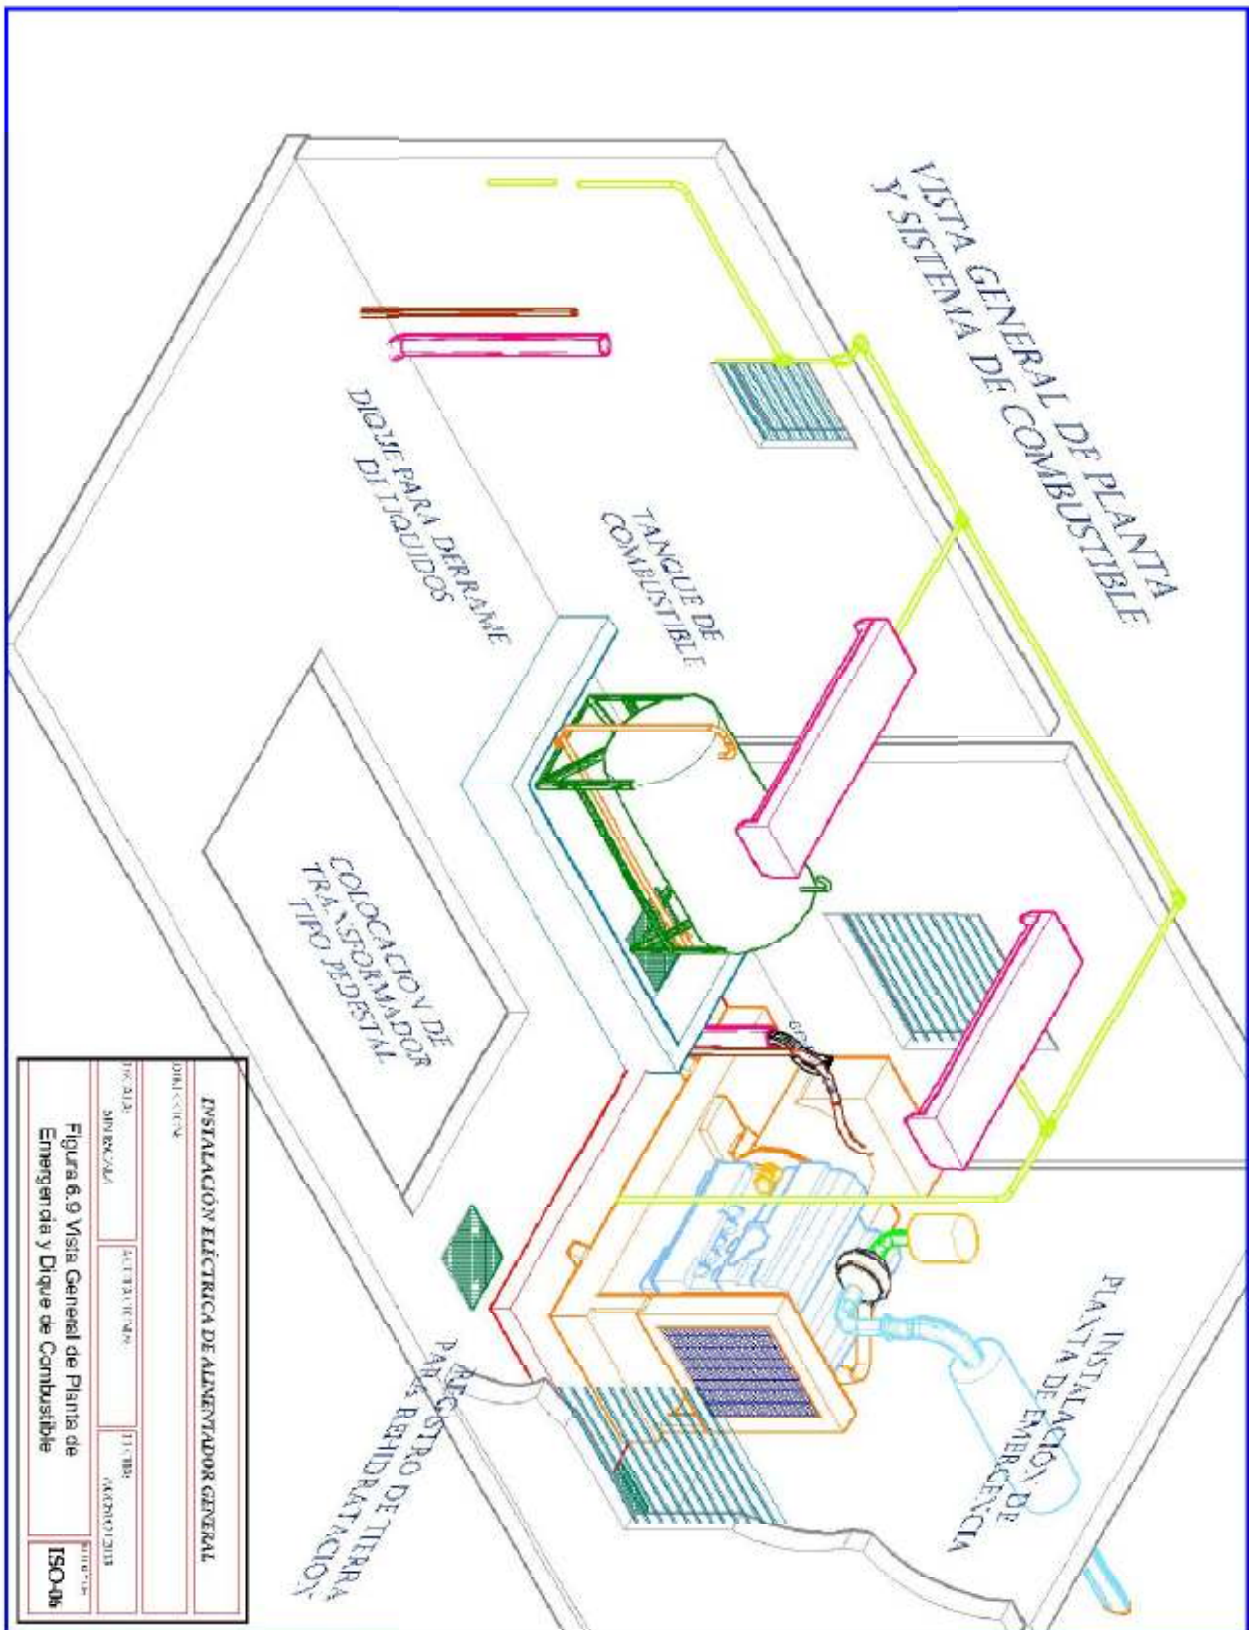 VISTA GENERAL DE PLANTA
Y SISTEMA DE COMBUSTIBLE
TANQUE DE
COMBUSTIBLE
DIQUE PARA DERRAME
DE LIQUIDOS
COLOCACION DE
TRANSFORMADOR
TIPO PEDESTAL
INSTALACION DE
PLANTA DE EMERGENCIA
REGISTRO DE TIERRA
PARA REHIDRATACION
INSTALACIÓN ELÉCTRICA DE ALIMENTADOR GENERAL
Figura 6.9 Vista General de Planta de
Emergencia y Dique de Combustible
ISO-06